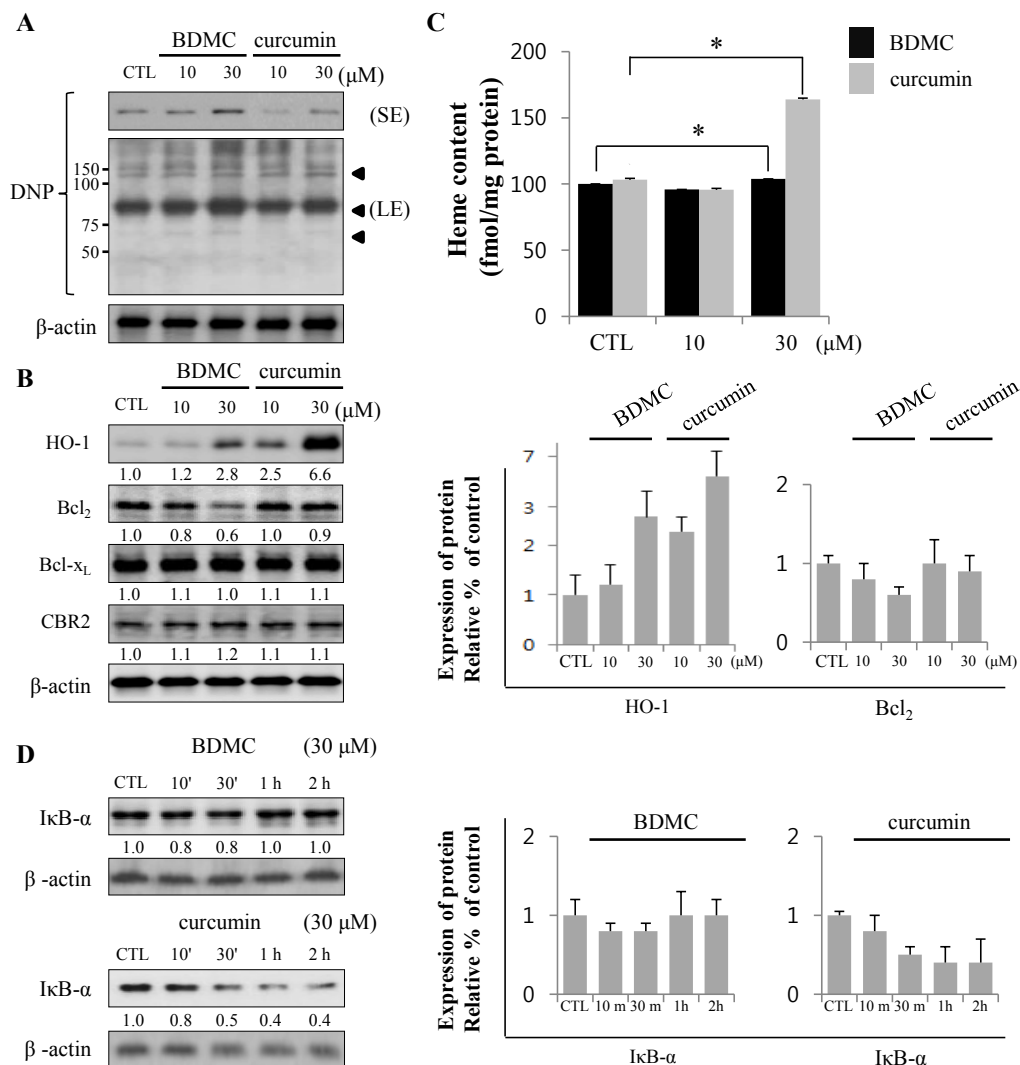 A
BDMC curcumin
CTL 10 30 10 30 (μM)
(SE)
DNP
150
100
(LE)
75
50
β-actin
B
BDMC curcumin
CTL 10 30 10 30 (μM)
HO-1
1.0 1.2 2.8 2.5 6.6
Bcl2
1.0 0.8 0.6 1.0 0.9
Bcl-xL
1.0 1.1 1.0 1.1 1.1
CBR2
1.0 1.1 1.2 1.1 1.1
β-actin
C
BDMC
curcumin
Heme content
(fmol/mg protein)
200
150
100
50
0
*
*
CTL 10 30 (μM)
BDMC curcumin
Expression of protein
Relative % of control
7
3
2
1
0
CTL 10 30 10 30 (μM)
HO-1
BDMC curcumin
2
1
0
CTL 10 30 10 30 (μM)
Bcl2
D
BDMC (30 μM)
CTL 10' 30' 1 h 2 h
IκB-α
1.0 0.8 0.8 1.0 1.0
β -actin
curcumin (30 μM)
CTL 10' 30' 1 h 2 h
IκB-α
1.0 0.8 0.5 0.4 0.4
β -actin
Expression of protein
Relative % of control
BDMC
2
1
0
CTL 10 m 30 m 1h 2h
IκB-α
curcumin
2
1
0
CTL 10 m 30 m 1h 2h
IκB-α